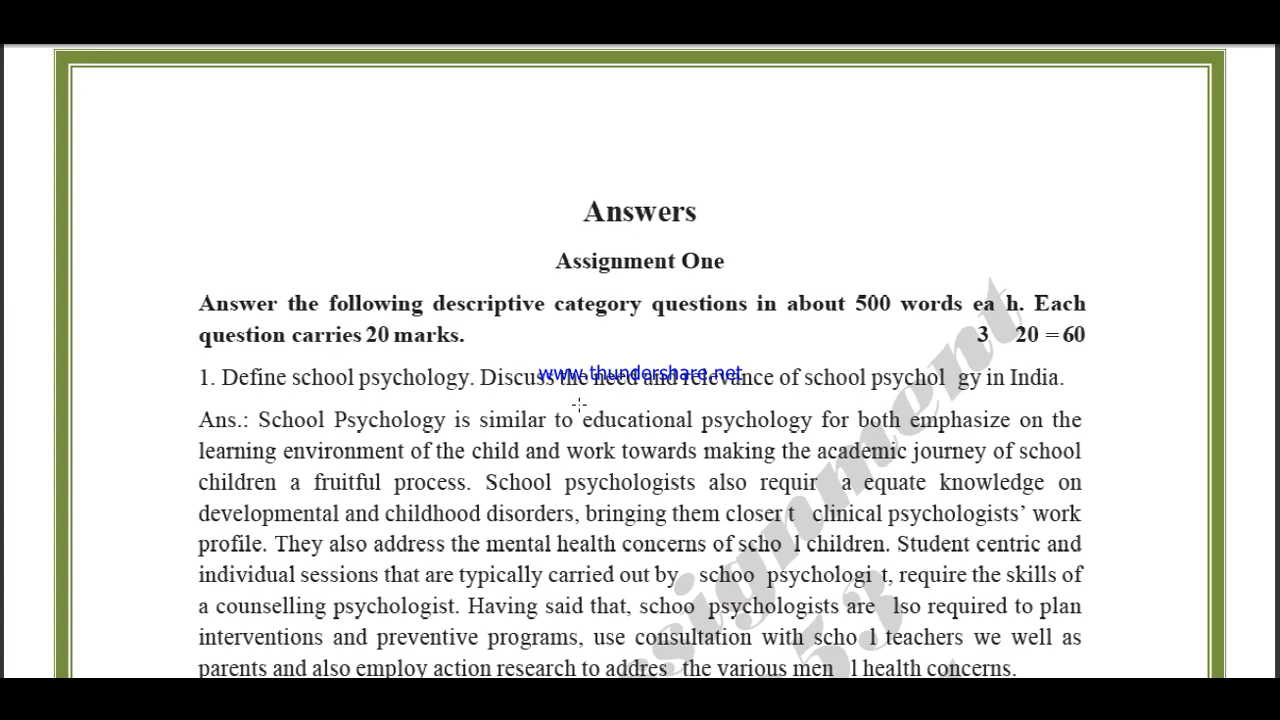 Answers
Assignment One
Answer the following descriptive category questions in about 500 words ea h. Each
question carries 20 marks. 3 20 = 60
www.thundershare.net
1. Define school psychology. Discuss the need and relevance of school psychol gy in India.
Ans.: School Psychology is similar to educational psychology for both emphasize on the
learning environment of the child and work towards making the academic journey of school
children a fruitful process. School psychologists also requir a equate knowledge on
developmental and childhood disorders, bringing them closer t clinical psychologists’ work
profile. They also address the mental health concerns of scho l children. Student centric and
individual sessions that are typically carried out by schoo psychologi t, require the skills of
a counselling psychologist. Having said that, schoo psychologists are lso required to plan
interventions and preventive programs, use consultation with scho l teachers we well as
parents and also employ action research to addres the various men l health concerns.